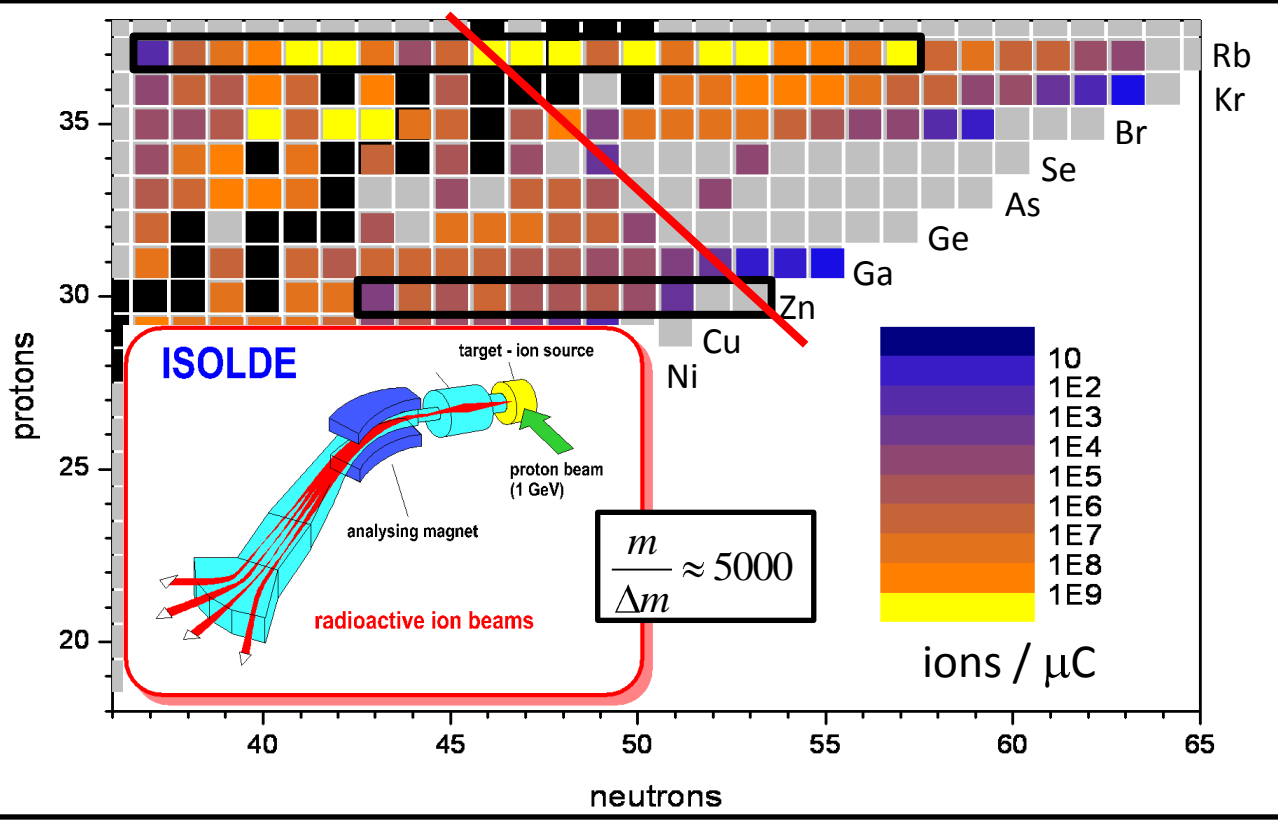 Rb
Kr
35
Br
Se
As
Ge
Ga
30
Zn
Cu
Ni
protons
25
20
ISOLDE
target - ion source
proton beam
(1 GeV)
analysing magnet
radioactive ion beams
m
Δm
≈ 5000
10
1E2
1E3
1E4
1E5
1E6
1E7
1E8
1E9
ions / μC
40 45 50 55 60 65
neutrons